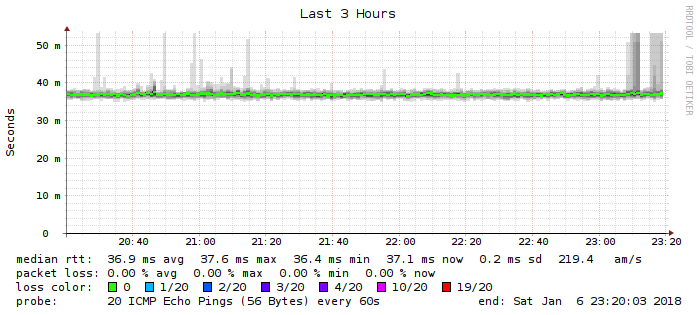 Last 3 Hours
RRDTOOL / TOBI OETIKER
Seconds
50 m
40 m
30 m
20 m
10 m
0
20:40 21:00 21:20 21:40 22:00 22:20 22:40 23:00 23:20
median rtt: 36.9 ms avg 37.6 ms max 36.4 ms min 37.1 ms now 0.2 ms sd 219.4 am/s
packet loss: 0.00 % avg 0.00 % max 0.00 % min 0.00 % now
loss color: 0 1/20 2/20 3/20 4/20 10/20 19/20
probe: 20 ICMP Echo Pings (56 Bytes) every 60s end: Sat Jan 6 23:20:03 2018